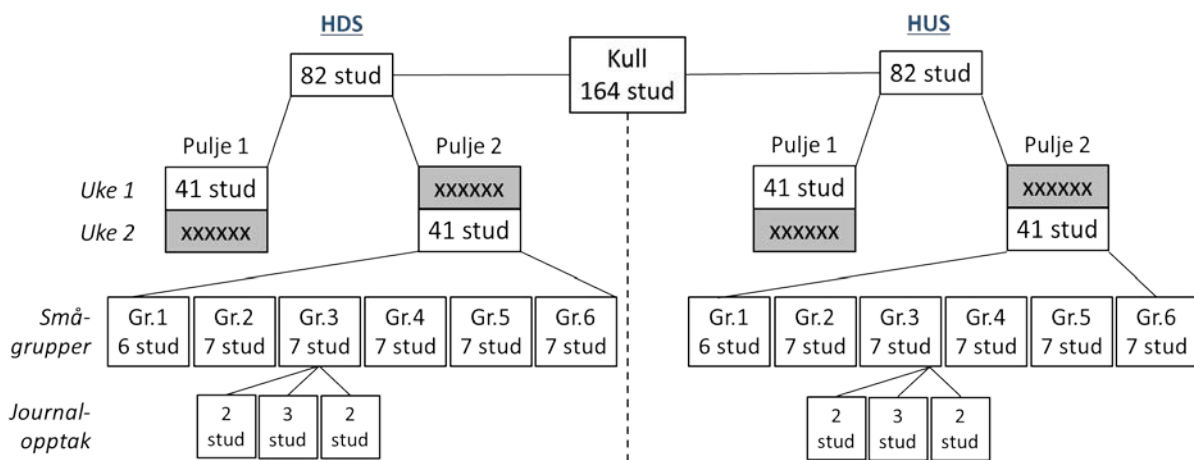 HDS
HUS
Kull
164 stud
82 stud
82 stud
Pulje 1
Pulje 2
Pulje 1
Pulje 2
Uke 1
41 stud
xxxxxx
41 stud
xxxxxx
Uke 2
xxxxxx
41 stud
xxxxxx
41 stud
Små-
grupper
Gr.1
6 stud
Gr.2
7 stud
Gr.3
7 stud
Gr.4
7 stud
Gr.5
7 stud
Gr.6
7 stud
Gr.1
6 stud
Gr.2
7 stud
Gr.3
7 stud
Gr.4
7 stud
Gr.5
7 stud
Gr.6
7 stud
Journal-
opptak
2
stud
3
stud
2
stud
2
stud
3
stud
2
stud